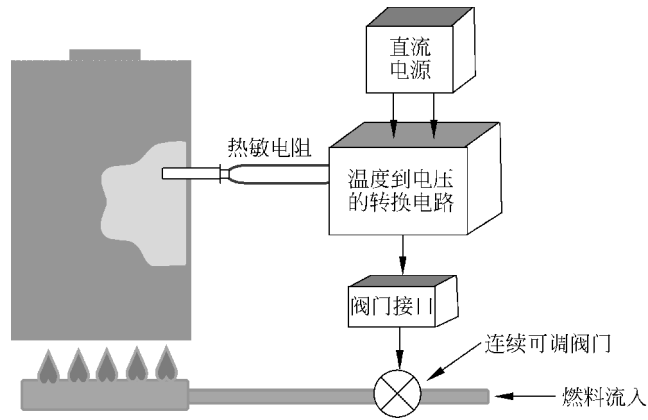 直流
电源
热敏电阻
温度到电压
的转换电路
阀门接口
连续可调阀门
燃料流入